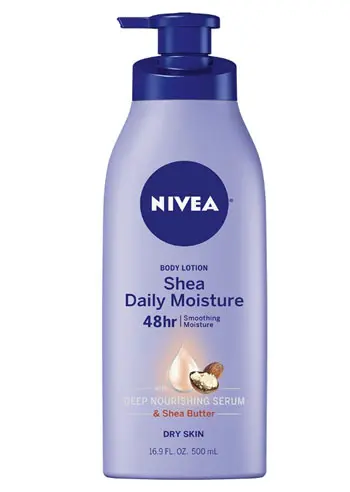 NIVEA
BODY LOTION
Shea
Daily Moisture
48hr Smoothing
Moisture
with
DEEP NOURISHING SERUM
& Shea Butter
DRY SKIN
16.9 FL. OZ. 500 mL